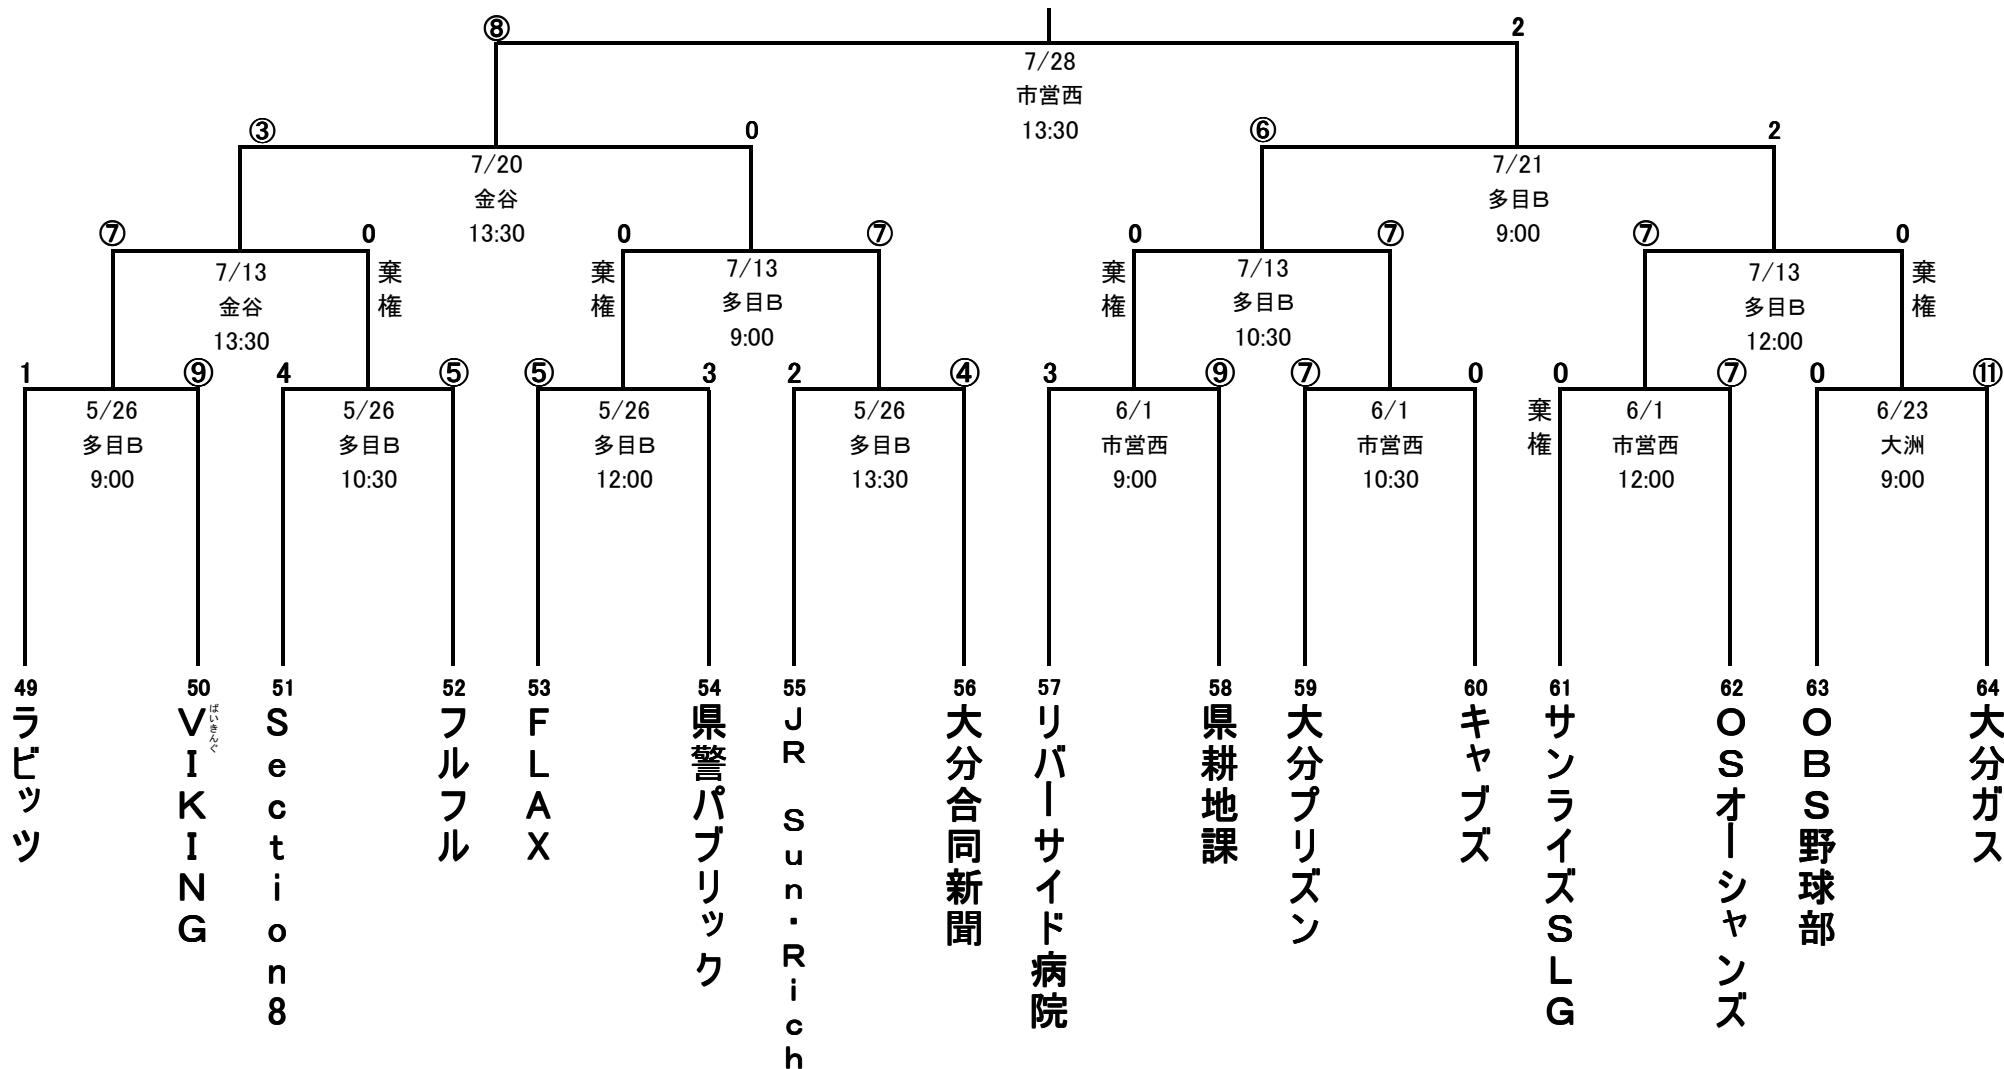 ⑧ 2
7/28
市営西
13:30
③ 0 ⑥ 2
7/20 7/21
金谷 多目B
13:30 9:00
⑦ 0 0 ⑦ 0 ⑦ ⑦ 0
棄権 棄権 棄権 棄権
7/13 7/13 7/13 7/13
金谷 多目B 多目B 多目B
13:30 9:00 10:30 12:00
1 ⑨ 4 ⑤ ⑤ 3 2 ④ 3 ⑨ ⑦ 0 0 ⑦ 0 ⑪
棄権
5/26 5/26 5/26 5/26 6/1 6/1 6/1 6/23
多目B 多目B 多目B 多目B 市営西 市営西 市営西 大洲
9:00 10:30 12:00 13:30 9:00 10:30 12:00 9:00
49 50 51 52 53 54 55 56 57 58 59 60 61 62 63 64
ラビッツ
VIKING
ばいきんぐ
Section8
フルフル
FLAX
県警パブリック
JR Sun・Rich
大分合同新聞
リバーサイド病院
県耕地課
大分プリズン
キャブズ
サンライズSLG
OSオーシャンズ
OBS野球部
大分ガス